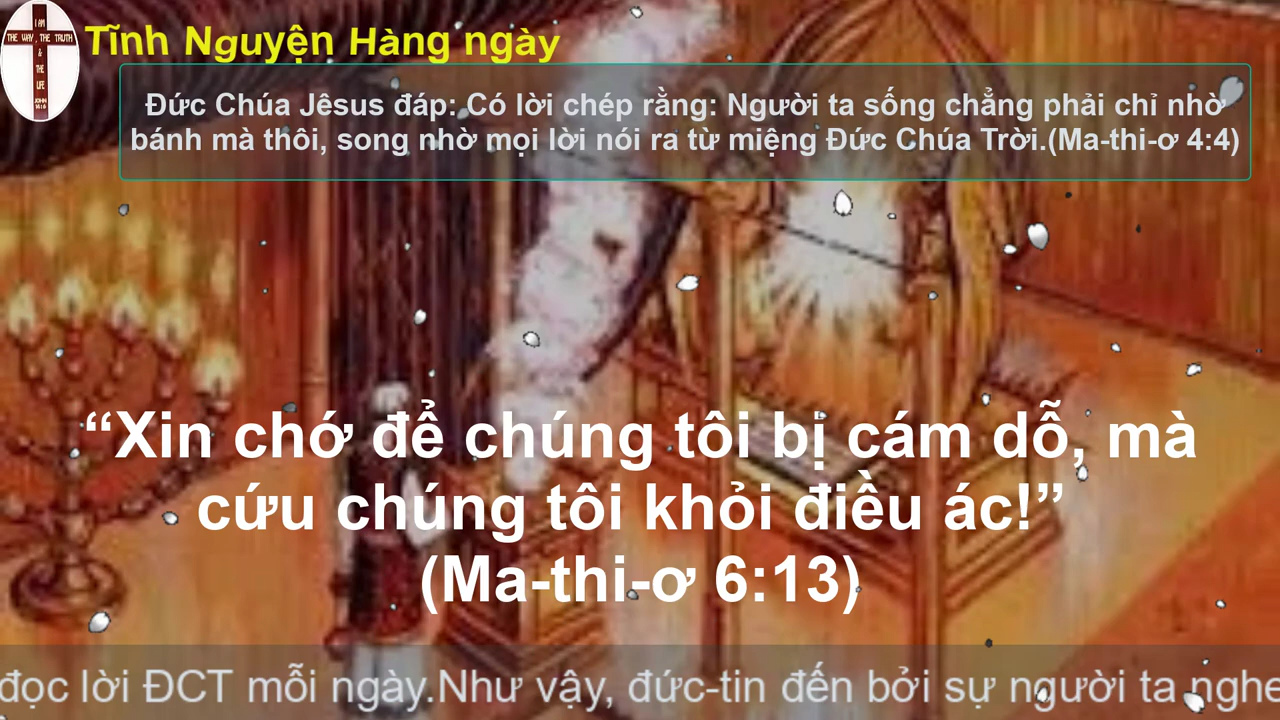 I AM
THE WAY, THE TRUTH
&
THE
LIFE
JOHN
14:6
Tĩnh Nguyện Hàng ngày
Đức Chúa Jêsus đáp: Có lời chép rằng: Người ta sống chẳng phải chỉ nhờ
bánh mà thôi, song nhờ mọi lời nói ra từ miệng Đức Chúa Trời.(Ma-thi-ơ 4:4)
“Xin chớ để chúng tôi bị cám dỗ, mà
cứu chúng tôi khỏi điều ác!”
(Ma-thi-ơ 6:13)
đọc lời ĐCT mỗi ngày.Như vậy, đức-tin đến bởi sự người ta nghe